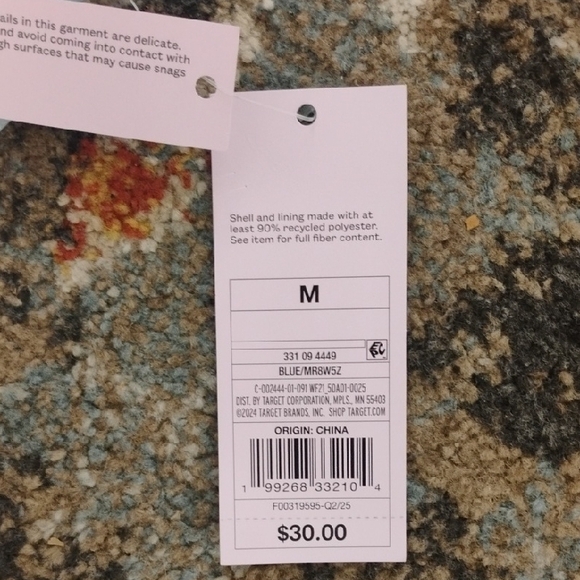 ails in this garment are delicate.
nd avoid coming into contact with
gh surfaces that may cause snags
Shell and lining made with at
least 90% recycled polyester.
See item for full fiber content.
M
331 09 4449
BLUE/MR8W5Z
C-002444-01-091 WF21_5DAD1-D025
DIST. BY TARGET CORPORATION, MPLS., MN 55403
©2024 TARGET BRANDS, INC. SHOP TARGET.COM
ORIGIN: CHINA
1 99268 33210 4
F00319595-Q2/25
$30.00